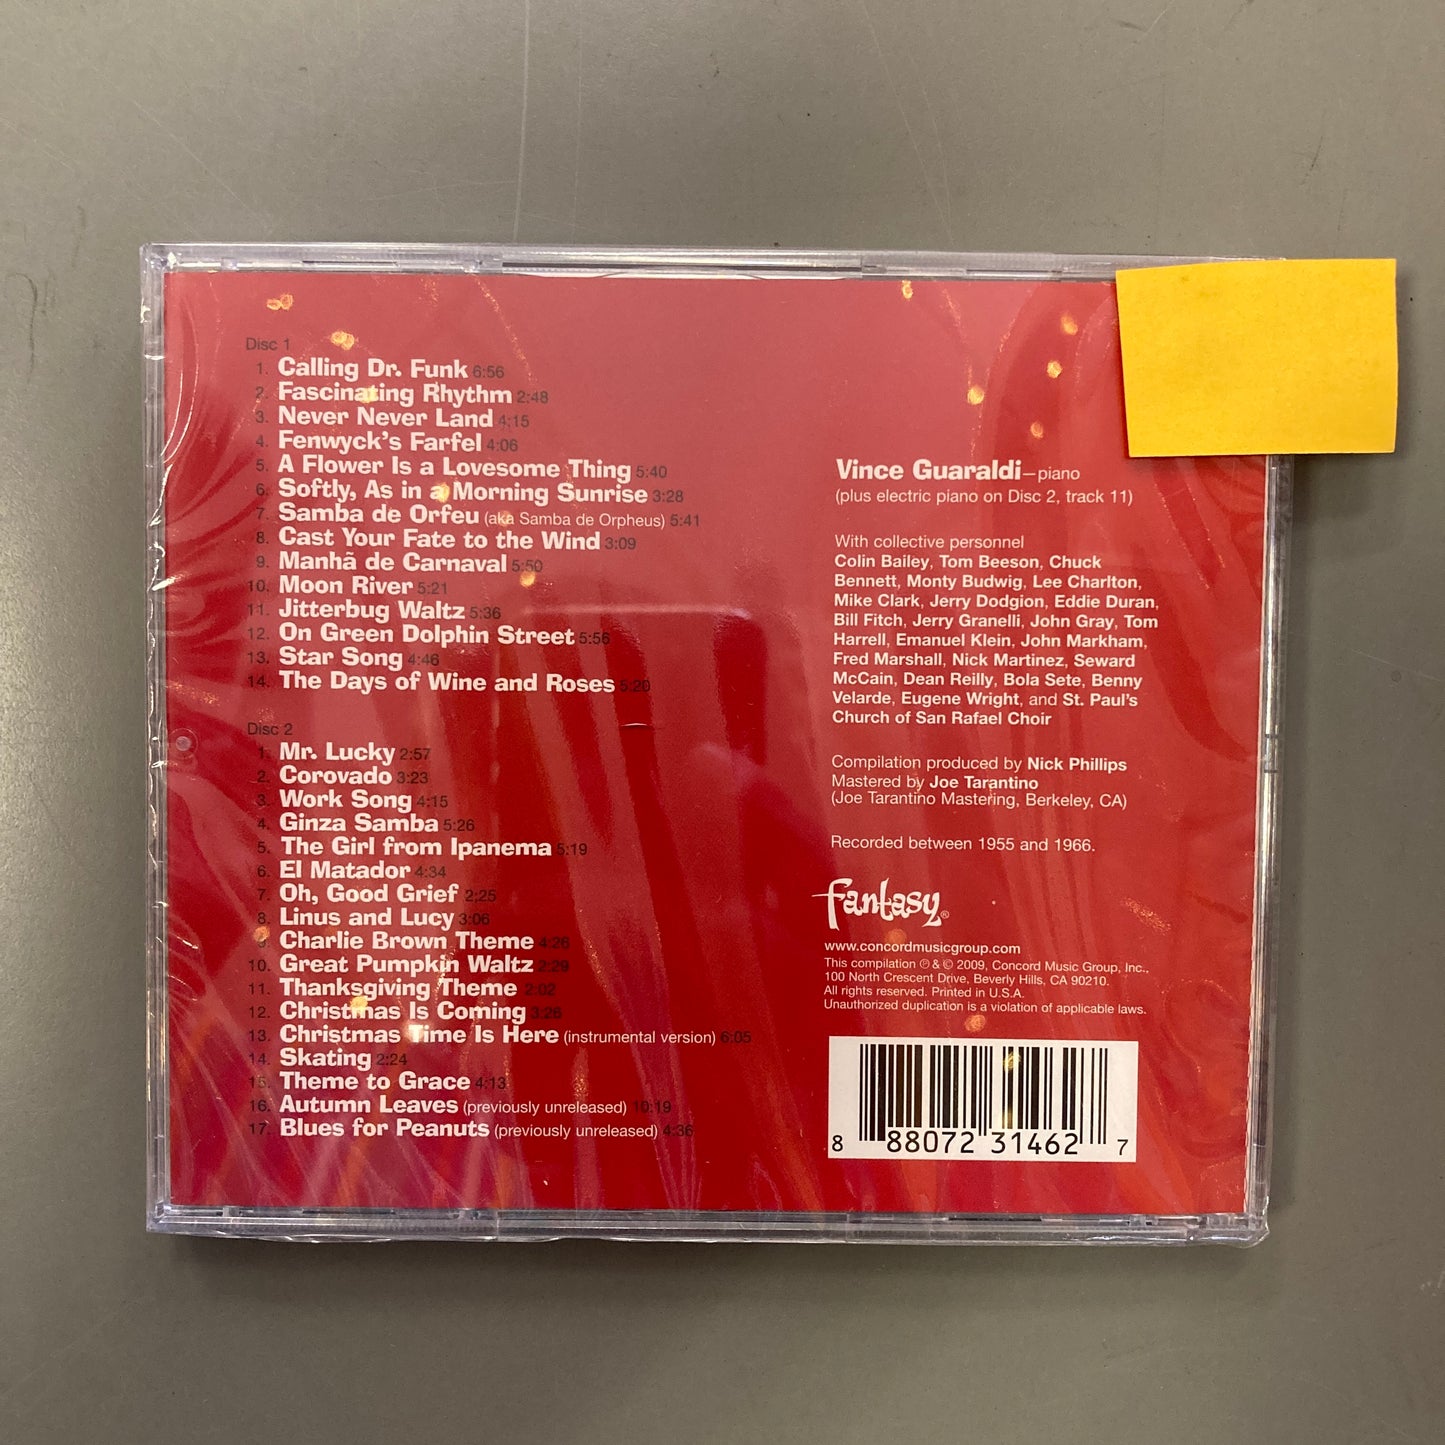 Disc 1
1. Calling Dr. Funk 6:56
2. Fascinating Rhythm 2:48
3. Never Never Land 4:15
4. Fenwyck's Farfel 4:06
5. A Flower Is a Lovesome Thing 5:40
6. Softly, As in a Morning Sunrise 3:28
7. Samba de Orfeu (aka Samba de Orpheus) 5:41
8. Cast Your Fate to the Wind 3:09
9. Manhã de Carnaval 5:50
10. Moon River 5:21
11. Jitterbug Waltz 5:36
12. On Green Dolphin Street 5:56
13. Star Song 4:46
14. The Days of Wine and Roses 5:20
Disc 2
1. Mr. Lucky 2:57
2. Corovado 3:23
3. Work Song 4:15
4. Ginza Samba 5:26
5. The Girl from Ipanema 5:19
6. El Matador 4:34
7. Oh, Good Grief 2:25
8. Linus and Lucy 3:06
9. Charlie Brown Theme 4:26
10. Great Pumpkin Waltz 2:29
11. Thanksgiving Theme 2:02
12. Christmas Is Coming 3:28
13. Christmas Time Is Here (instrumental version) 6:05
14. Skating 2:24
15. Theme to Grace 4:13
16. Autumn Leaves (previously unreleased) 10:19
17. Blues for Peanuts (previously unreleased) 4:36
Vince Guaraldi—piano
(plus electric piano on Disc 2, track 11)
With collective personnel
Colin Bailey, Tom Beeson, Chuck
Bennett, Monty Budwig, Lee Charlton,
Mike Clark, Jerry Dodgion, Eddie Duran,
Bill Fitch, Jerry Granelli, John Gray, Tom
Harrell, Emanuel Klein, John Markham,
Fred Marshall, Nick Martinez, Seward
McCain, Dean Reilly, Bola Sete, Benny
Velarde, Eugene Wright, and St. Paul's
Church of San Rafael Choir
Compilation produced by Nick Phillips
Mastered by Joe Tarantino
(Joe Tarantino Mastering, Berkeley, CA)
Recorded between 1955 and 1966.
fantasy®
www.concordmusicgroup.com
This compilation ℗ & © 2009, Concord Music Group, Inc.,
100 North Crescent Drive, Beverly Hills, CA 90210.
All rights reserved. Printed in U.S.A.
Unauthorized duplication is a violation of applicable laws.
8 88072 31462 7